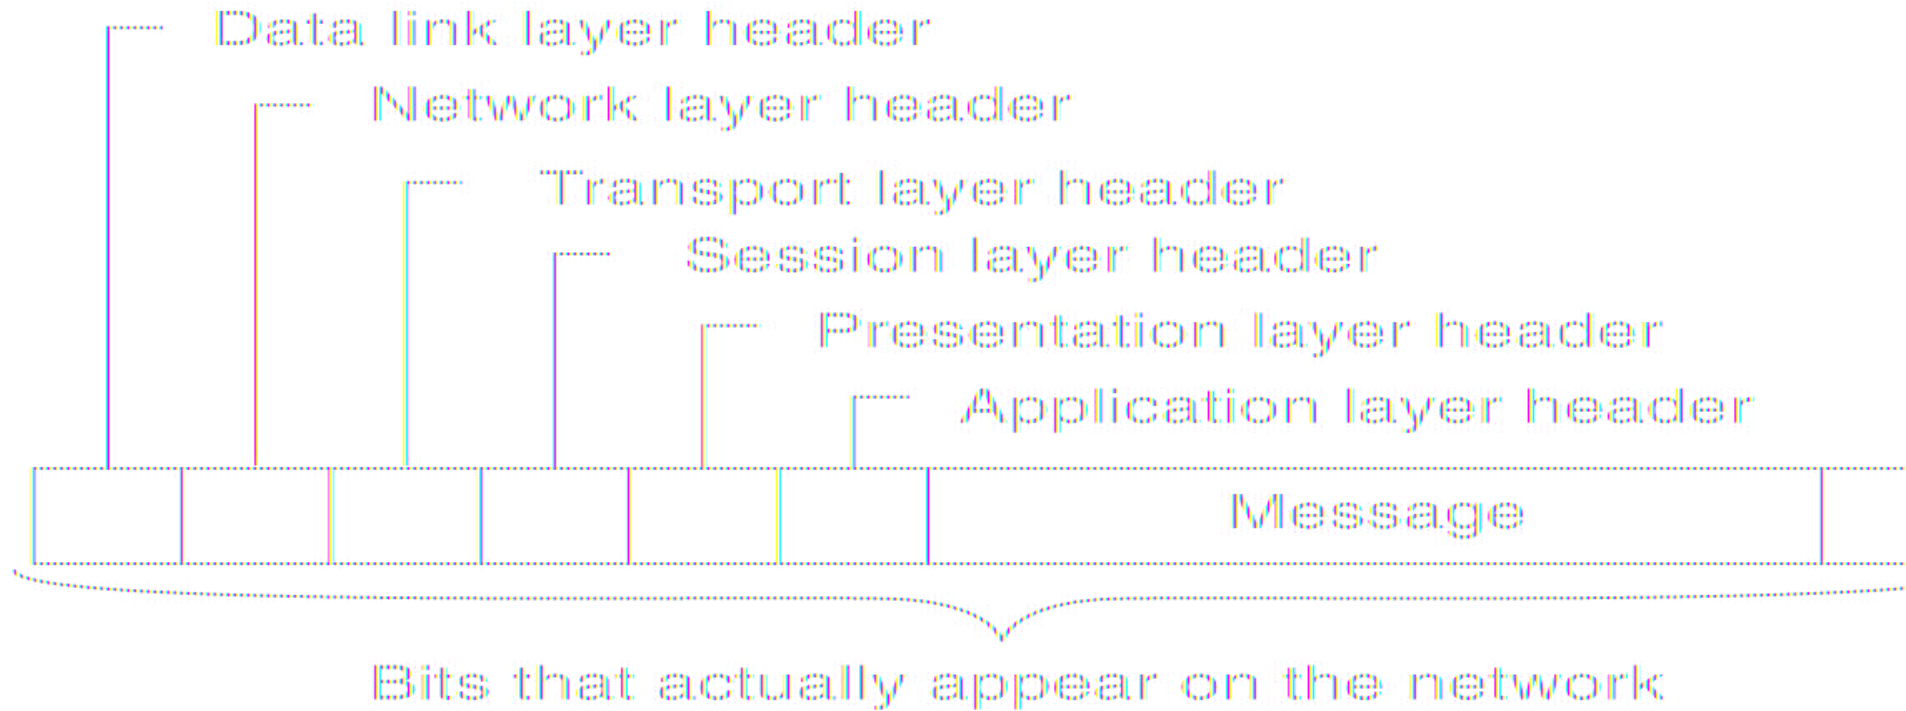 Data link layer header
Network layer header
Transport layer header
Session layer header
Presentation layer header
Application layer header
Message
Bits that actually appear on the network